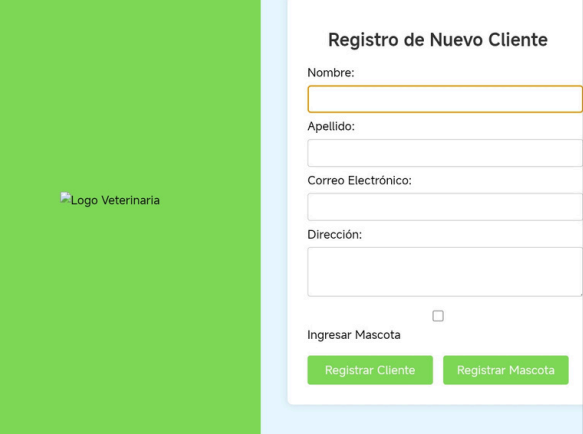 Registro de Nuevo Cliente
Nombre:
Apellido:
Correo Electrónico:
Logo Veterinaria
Dirección:
Ingresar Mascota
Registrar Cliente
Registrar Mascota